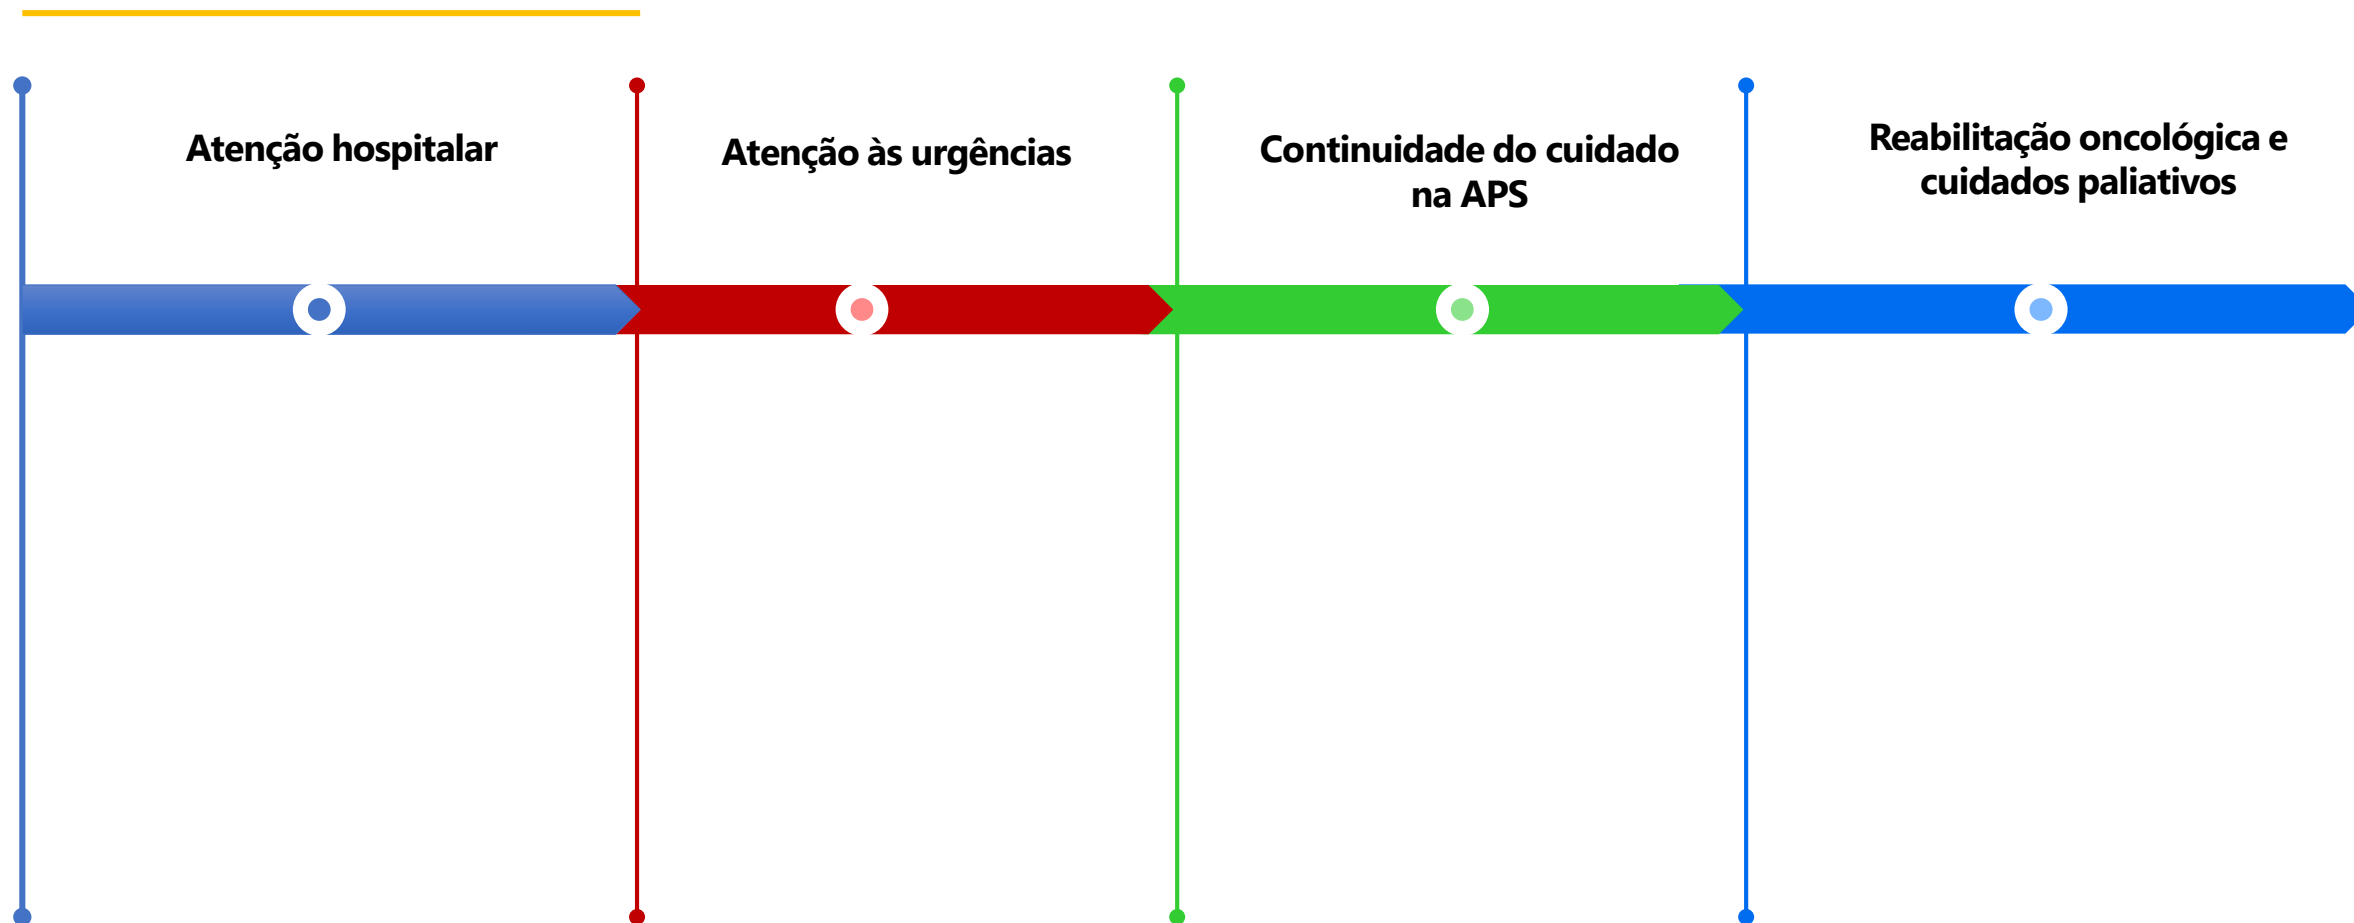 Atenção hospitalar
Atenção às urgências
Continuidade do cuidado
na APS
Reabilitação oncológica e
cuidados paliativos